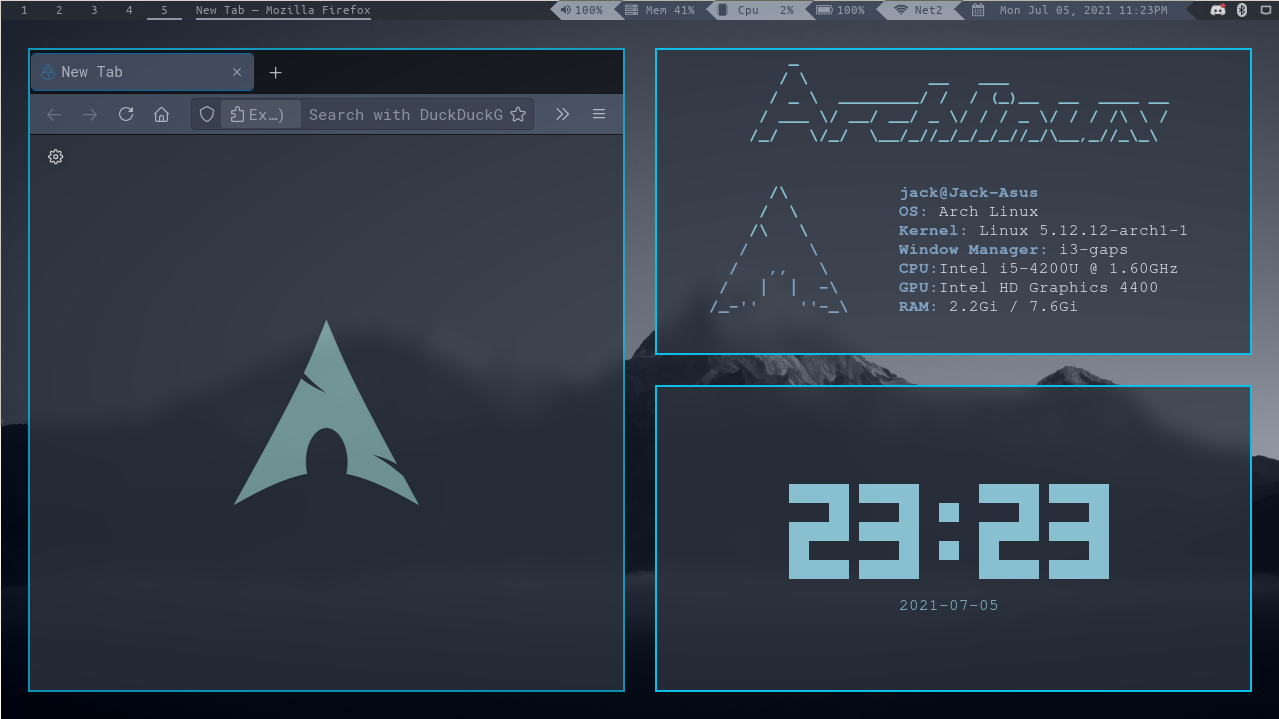 1 2 3 4 5 New Tab — Mozilla Firefox 100% Mem 41% Cpu 2% 100% Net2 Mon Jul 05, 2021 11:23PM
New Tab
Ex…) Search with DuckDuckG
Arch Linux
jack@Jack-Asus
OS: Arch Linux
Kernel: Linux 5.12.12-arch1-1
Window Manager: i3-gaps
CPU:Intel i5-4200U @ 1.60GHz
GPU:Intel HD Graphics 4400
RAM: 2.2Gi / 7.6Gi
23:23
2021-07-05